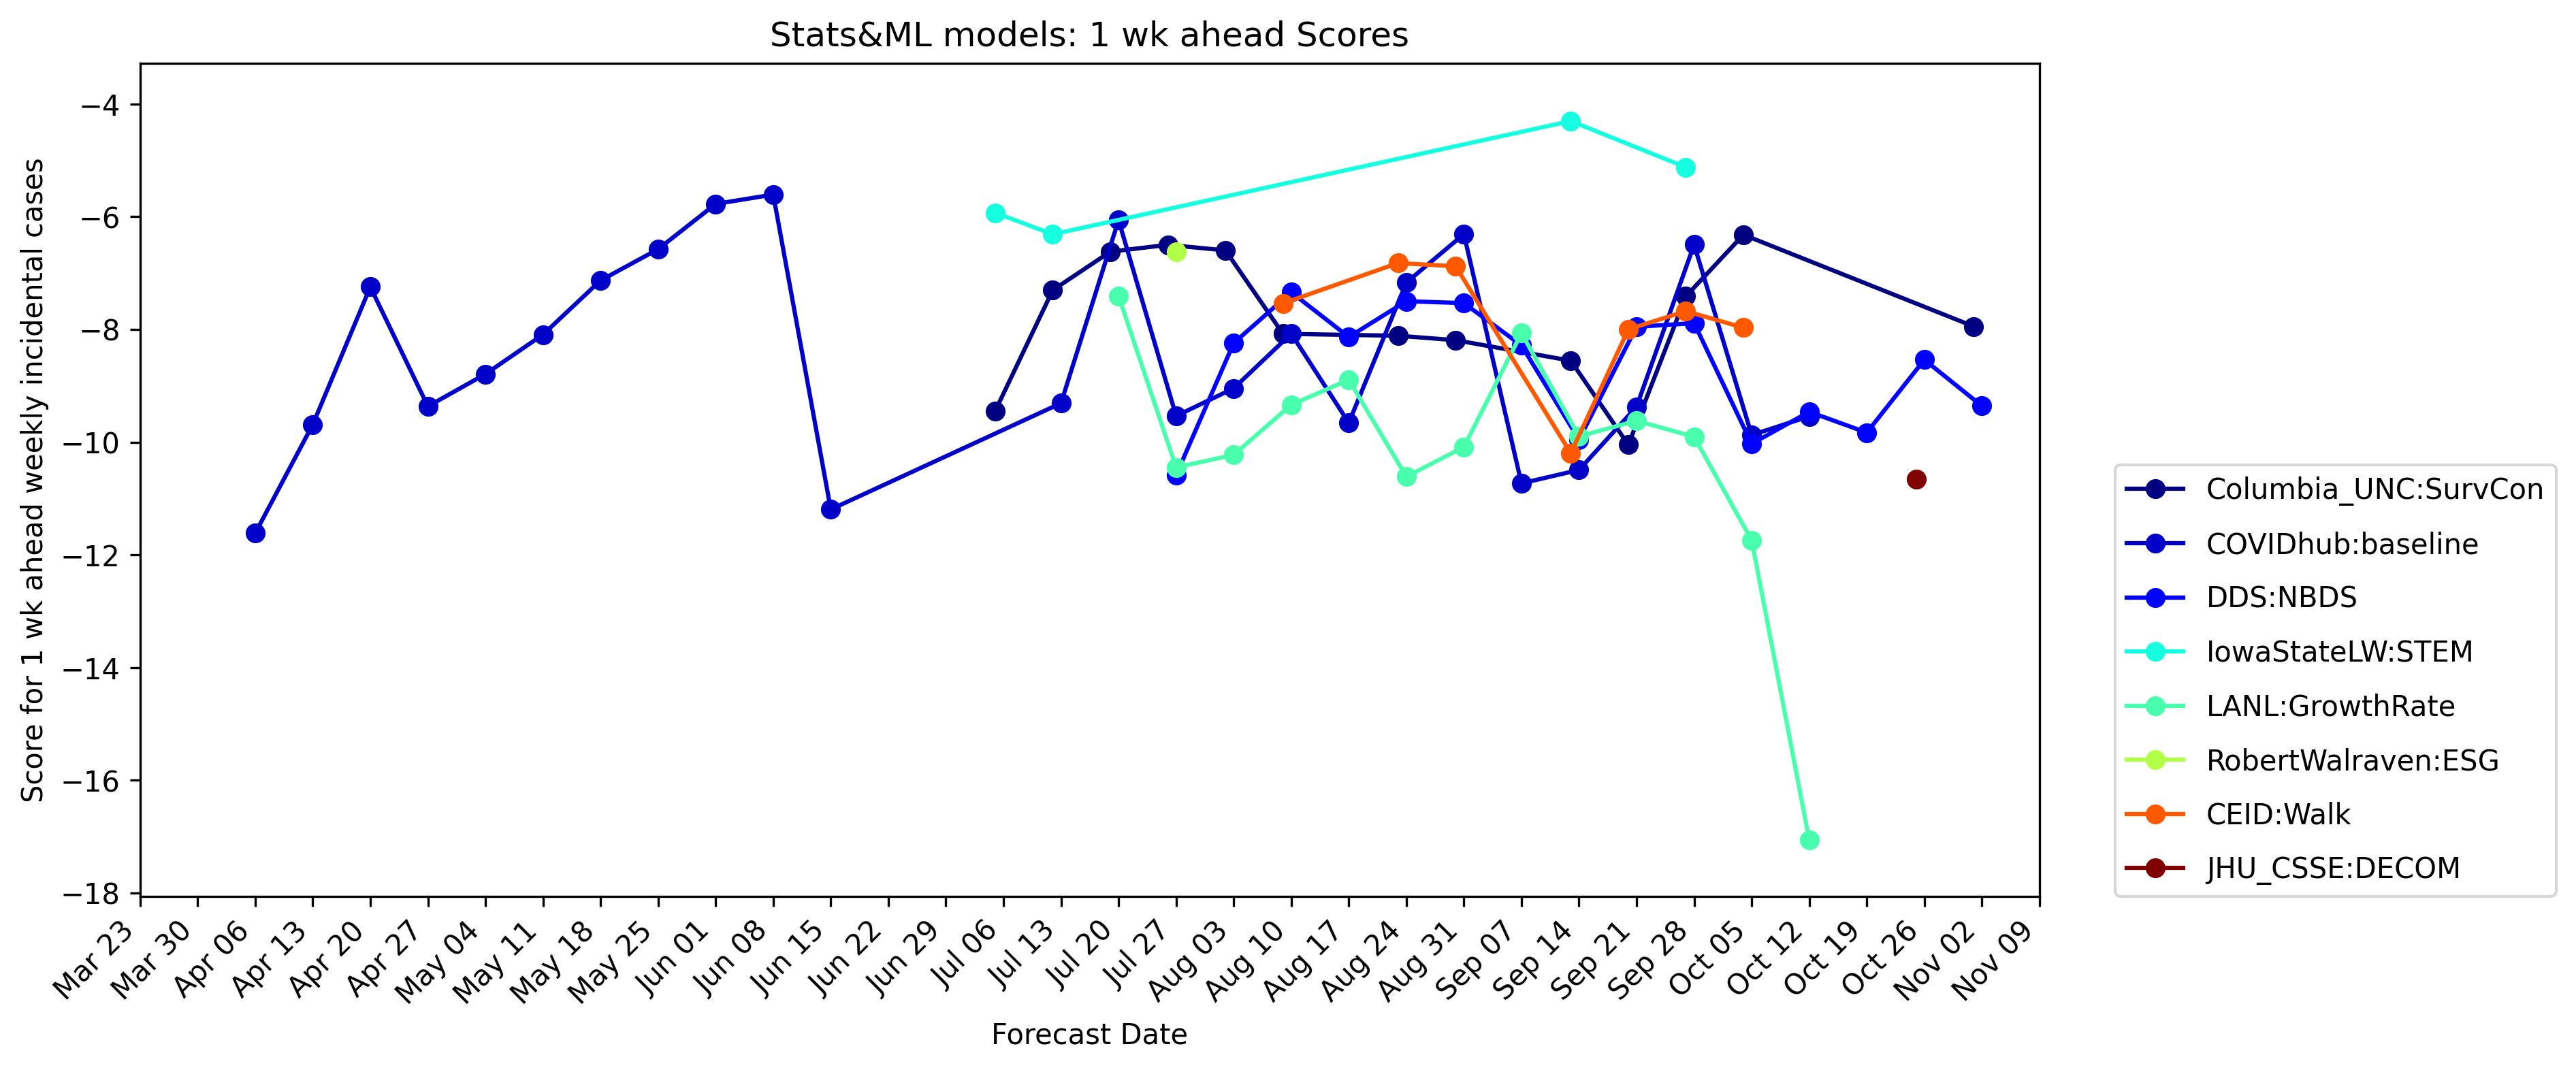 Stats&ML models: 1 wk ahead Scores
Score for 1 wk ahead weekly incidental cases
−4
−6
−8
−10
−12
−14
−16
−18
Mar 23
Mar 30
Apr 06
Apr 13
Apr 20
Apr 27
May 04
May 11
May 18
May 25
Jun 01
Jun 08
Jun 15
Jun 22
Jun 29
Jul 06
Jul 13
Jul 20
Jul 27
Aug 03
Aug 10
Aug 17
Aug 24
Aug 31
Sep 07
Sep 14
Sep 21
Sep 28
Oct 05
Oct 12
Oct 19
Oct 26
Nov 02
Nov 09
Forecast Date
Columbia_UNC:SurvCon
COVIDhub:baseline
DDS:NBDS
IowaStateLW:STEM
LANL:GrowthRate
RobertWalraven:ESG
CEID:Walk
JHU_CSSE:DECOM